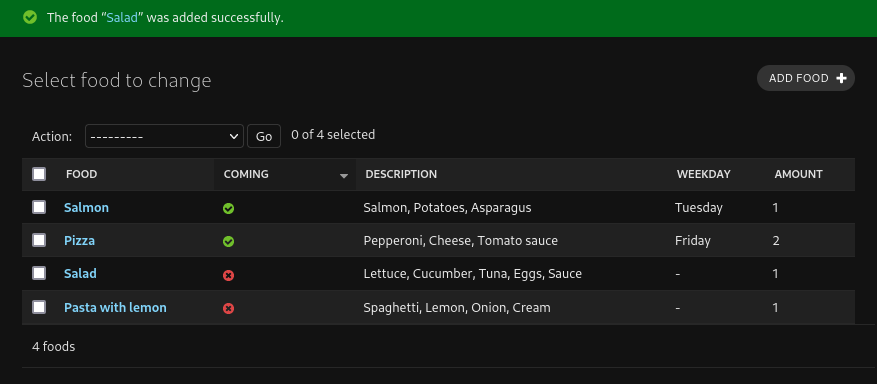 The food “Salad” was added successfully.
Select food to change
ADD FOOD
Action: --------- Go 0 of 4 selected
FOOD COMING DESCRIPTION WEEKDAY AMOUNT
Salmon Salmon, Potatoes, Asparagus Tuesday 1
Pizza Pepperoni, Cheese, Tomato sauce Friday 2
Salad Lettuce, Cucumber, Tuna, Eggs, Sauce - 1
Pasta with lemon Spaghetti, Lemon, Onion, Cream - 1
4 foods